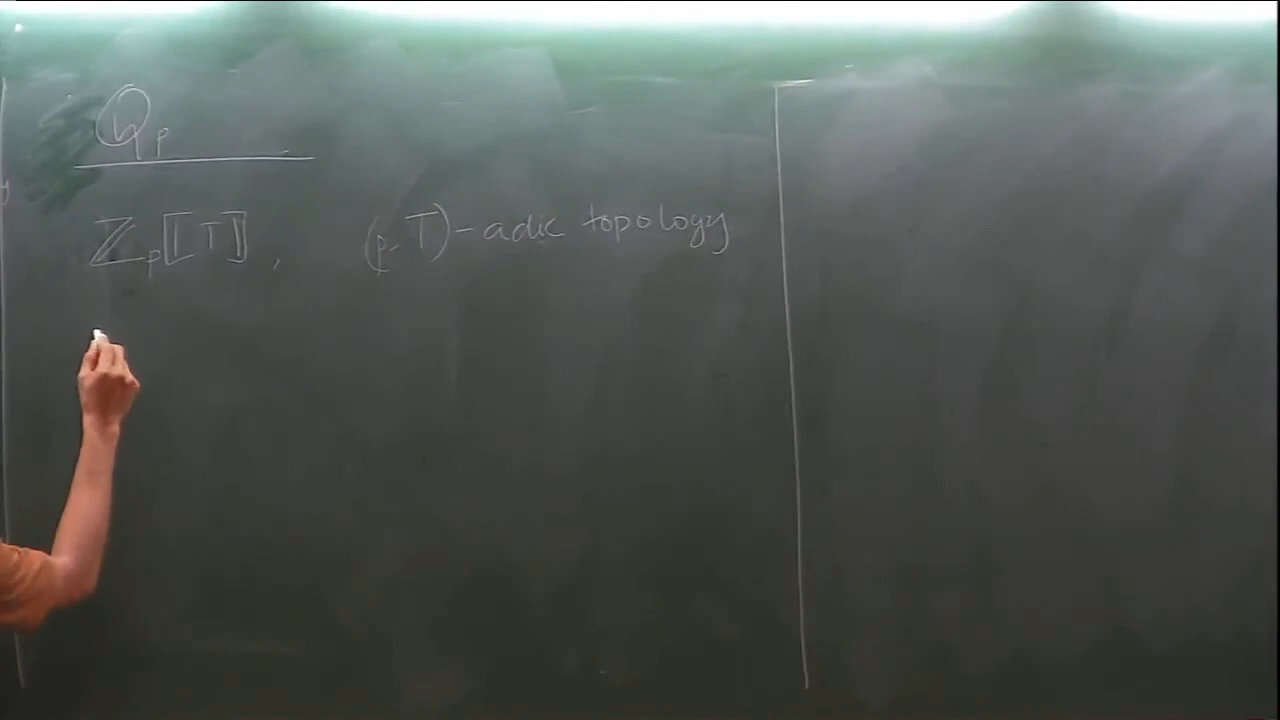 ℚ_p
ℤ_p⟦T⟧, (p, T)-adic topology